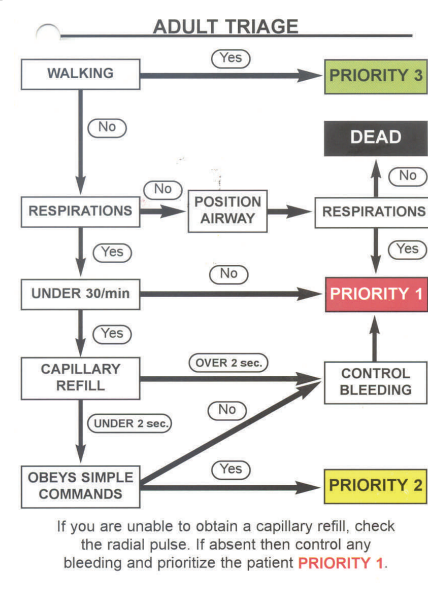 ADULT TRIAGE
WALKING
Yes
PRIORITY 3
No
DEAD
No
RESPIRATIONS
No
POSITION
AIRWAY
RESPIRATIONS
Yes
Yes
UNDER 30/min
No
PRIORITY 1
Yes
CAPILLARY
REFILL
OVER 2 sec.
CONTROL
BLEEDING
UNDER 2 sec.
No
OBEYS SIMPLE
COMMANDS
Yes
PRIORITY 2
If you are unable to obtain a capillary refill, check
the radial pulse. If absent then control any
bleeding and prioritize the patient PRIORITY 1.